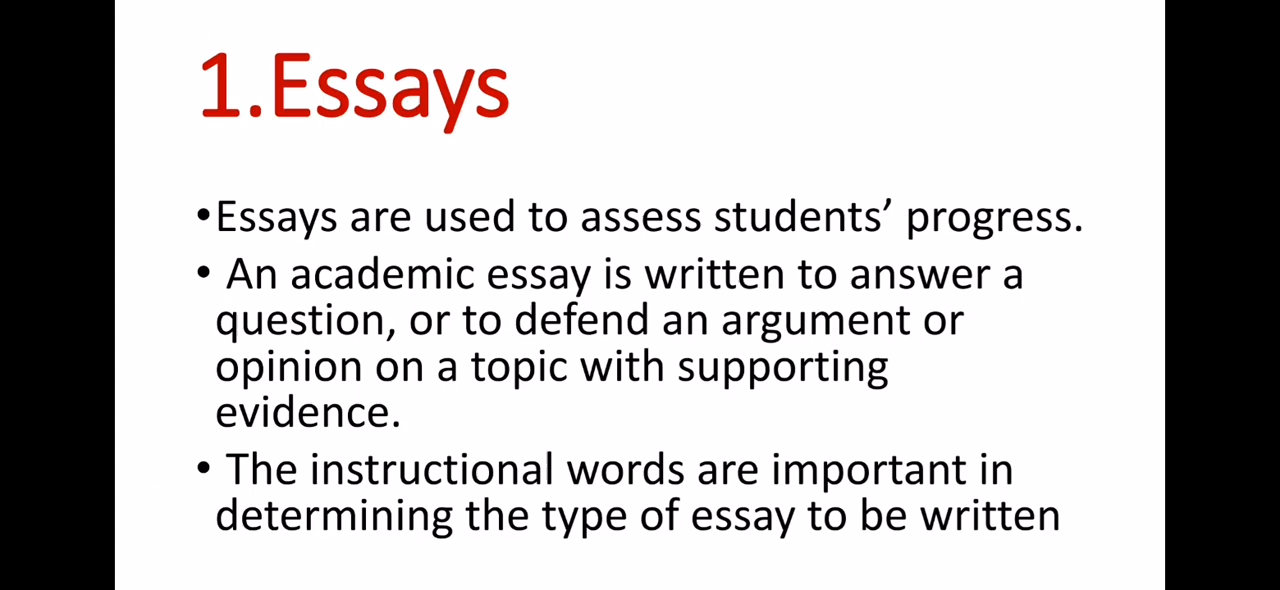 1.Essays
•Essays are used to assess students’ progress.
• An academic essay is written to answer a
question, or to defend an argument or
opinion on a topic with supporting
evidence.
• The instructional words are important in
determining the type of essay to be written